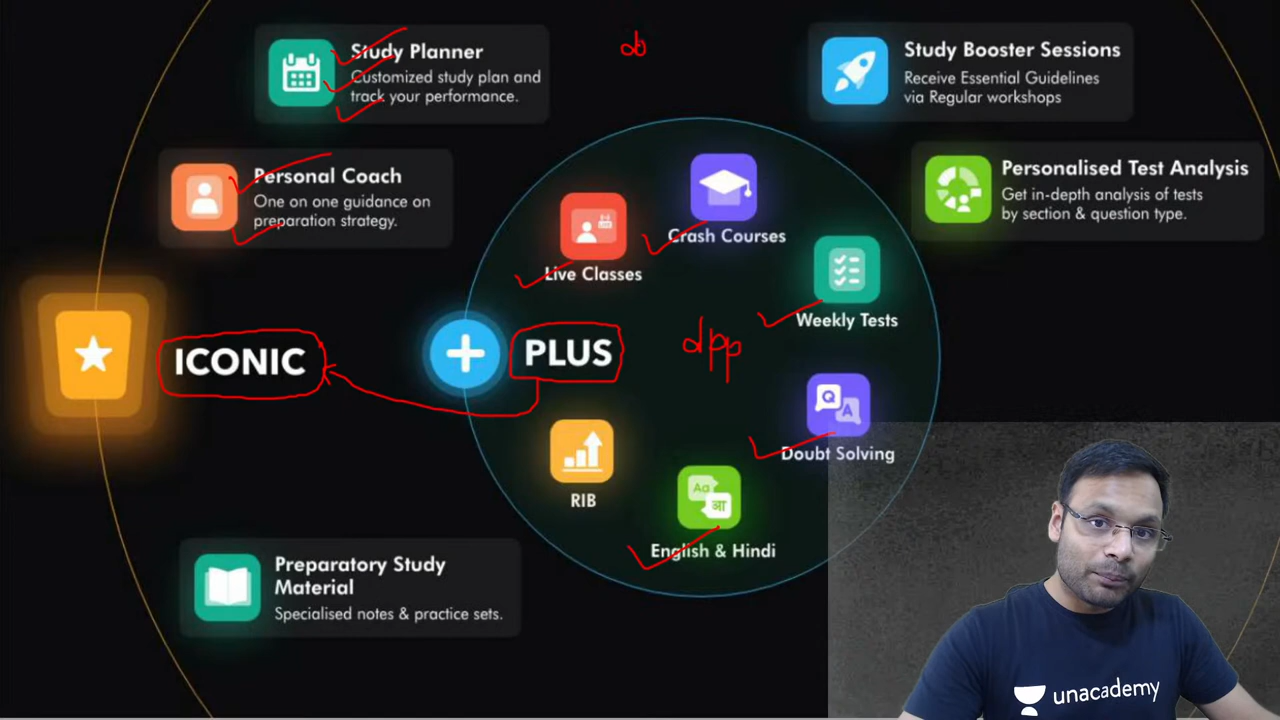 Study Planner
Customized study plan and
track your performance.
Study Booster Sessions
Receive Essential Guidelines
via Regular workshops
Personal Coach
One on one guidance on
preparation strategy.
Personalised Test Analysis
Get in-depth analysis of tests
by section & question type.
Crash Courses
Live Classes
Weekly Tests
ICONIC
PLUS
dpp
Q
A
Doubt Solving
RIB
Aa
आ
English & Hindi
Preparatory Study
Material
Specialised notes & practice sets.
unacademy